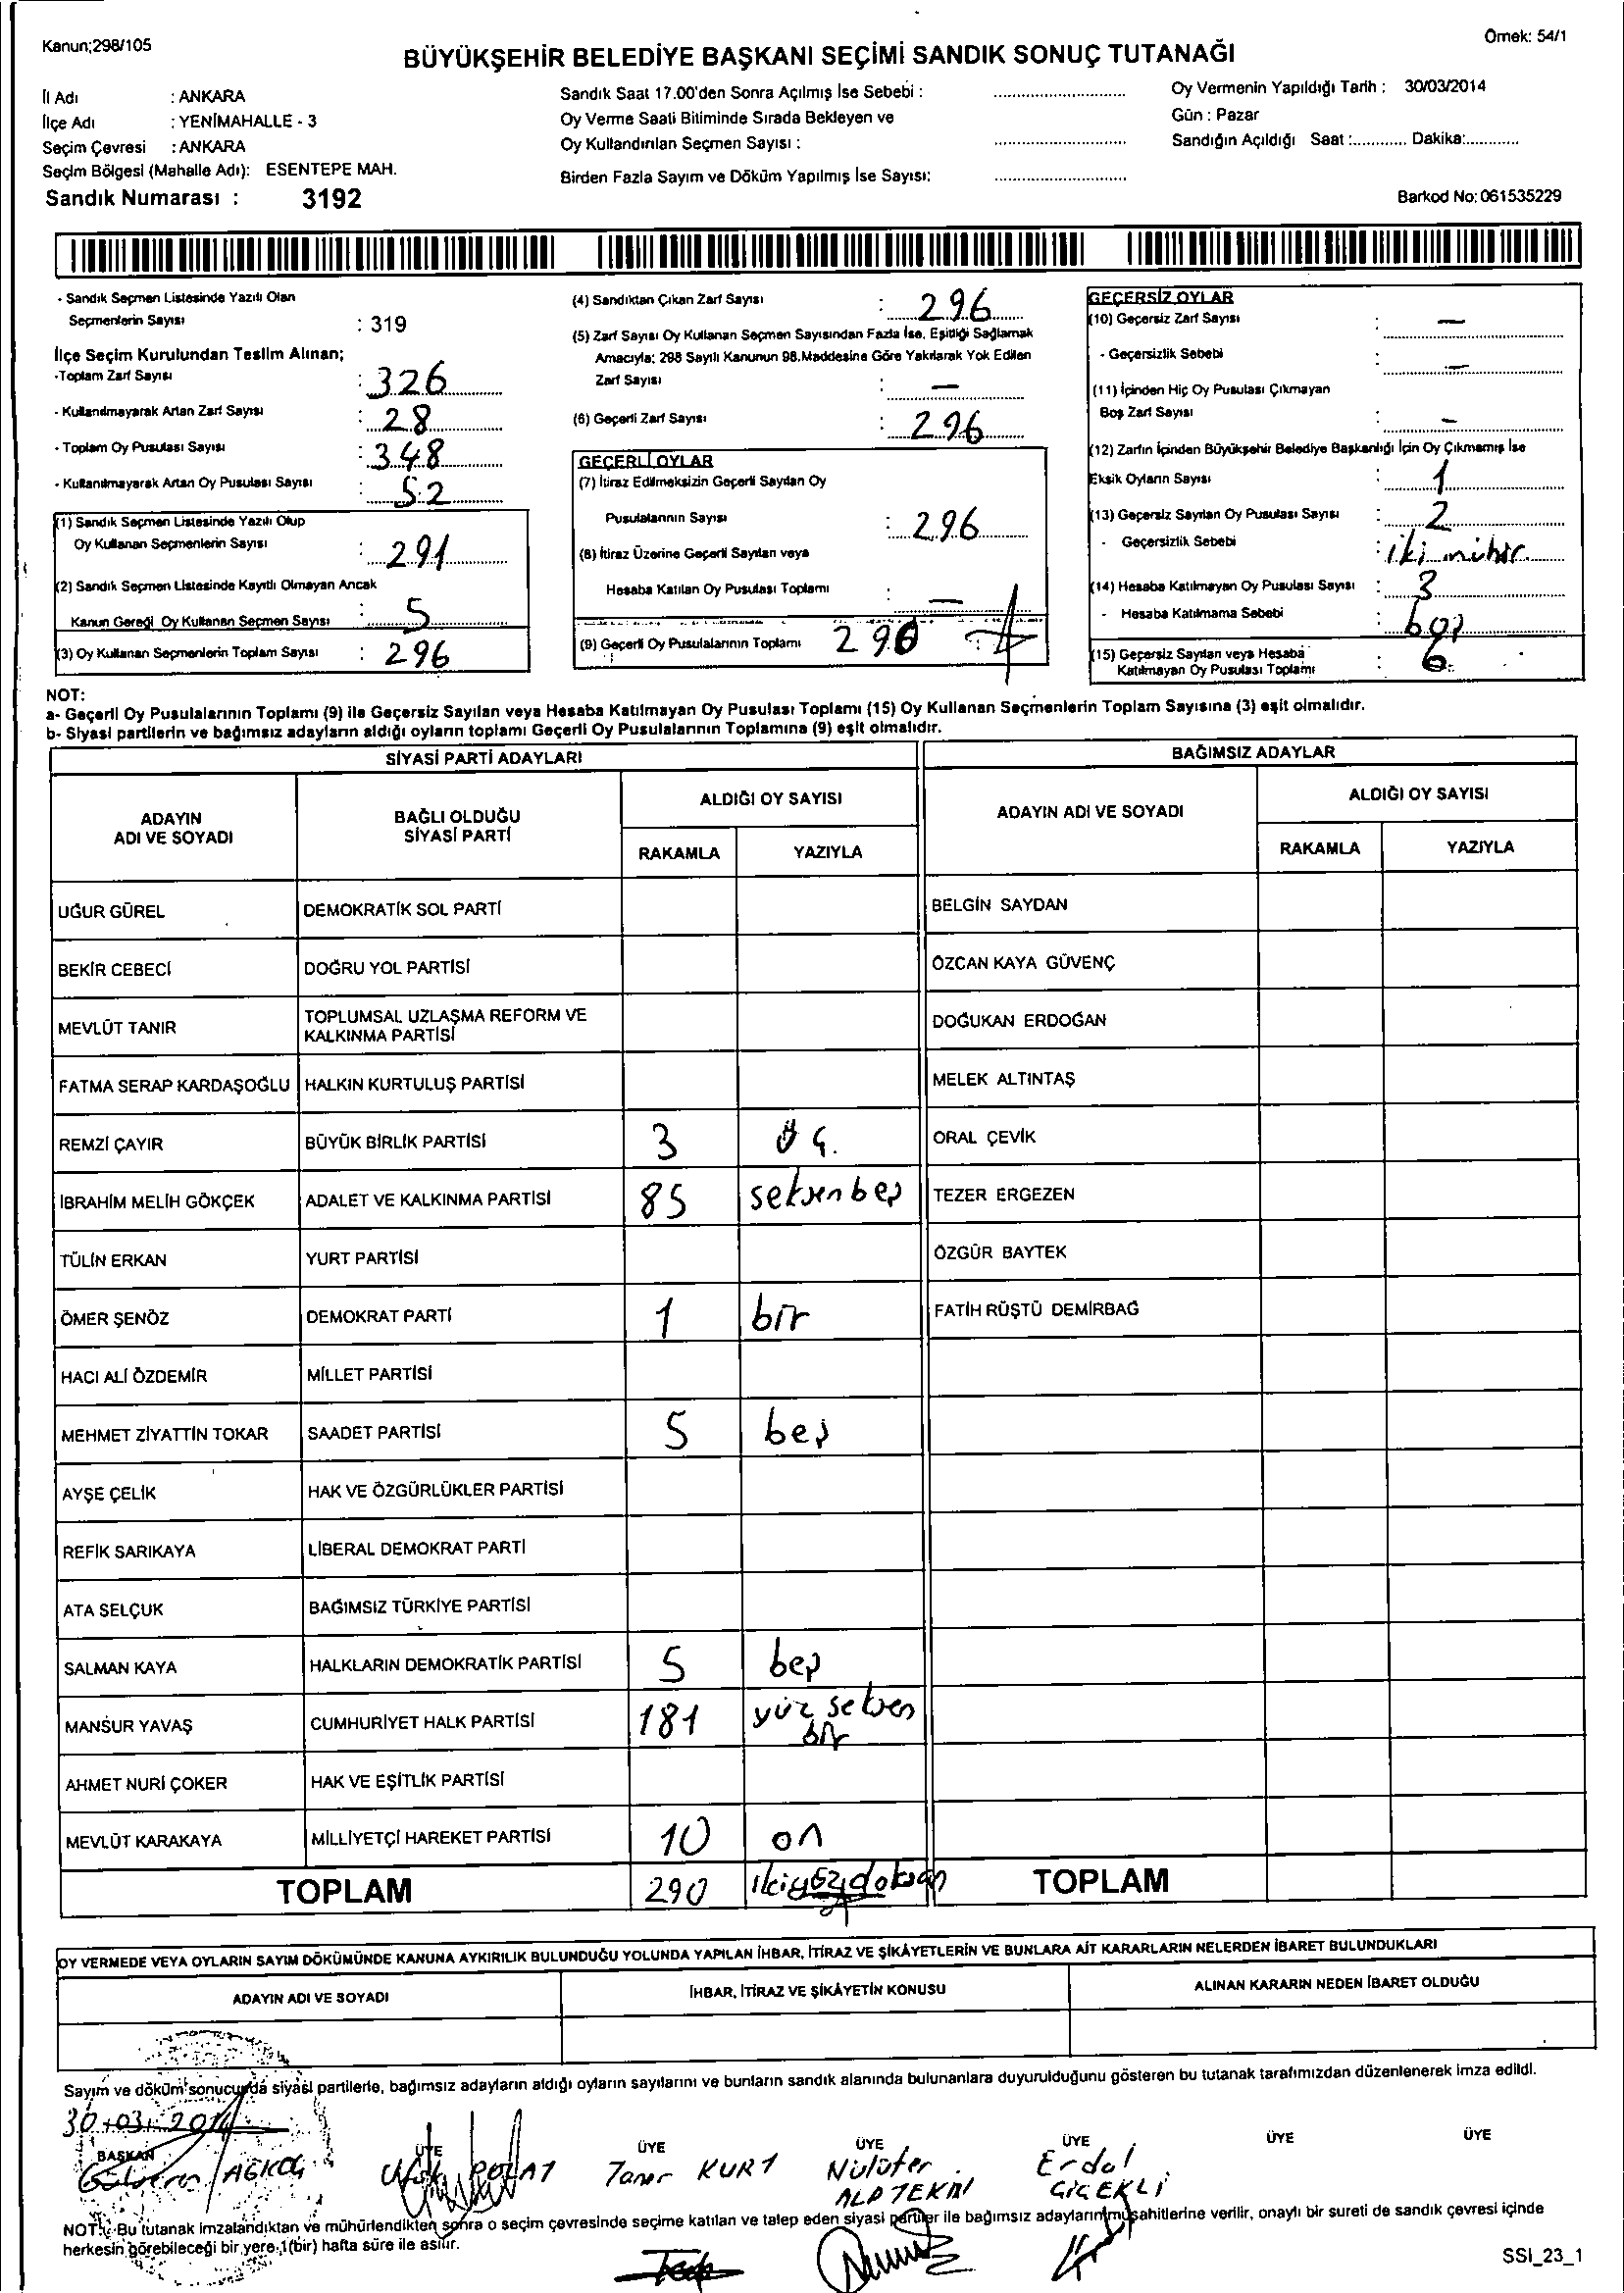 Kanun;298/105
Örnek: 54/1
BÜYÜKŞEHİR BELEDİYE BAŞKANI SEÇİMİ SANDIK SONUÇ TUTANAĞI
İl Adı : ANKARA
İlçe Adı : YENİMAHALLE - 3
Seçim Çevresi : ANKARA
Seçim Bölgesi (Mahalle Adı): ESENTEPE MAH.
Sandık Numarası : 3192
Sandık Saat 17.00'den Sonra Açılmış İse Sebebi :
Oy Verme Saati Bitiminde Sırada Bekleyen ve
Oy Kullandırılan Seçmen Sayısı :
Birden Fazla Sayım ve Döküm Yapılmış İse Sayısı:
Oy Vermenin Yapıldığı Tarih : 30/03/2014
Gün : Pazar
Sandığın Açıldığı Saat :............ Dakika:............
Barkod No: 061535229
- Sandık Seçmen Listesinde Yazılı Olan
Seçmenlerin Sayısı : 319
İlçe Seçim Kurulundan Teslim Alınan;
-Toplam Zarf Sayısı : 326
- Kullanılmayarak Artan Zarf Sayısı : 28
- Toplam Oy Pusulası Sayısı : 348
- Kullanılmayarak Artan Oy Pusulası Sayısı : 52
(1) Sandık Seçmen Listesinde Yazılı Olup
Oy Kullanan Seçmenlerin Sayısı : 291
(2) Sandık Seçmen Listesinde Kayıtlı Olmayan Ancak
Kanun Gereği Oy Kullanan Seçmen Sayısı : 5
(3) Oy Kullanan Seçmenlerin Toplam Sayısı : 296
(4) Sandıktan Çıkan Zarf Sayısı : 296
(5) Zarf Sayısı Oy Kullanan Seçmen Sayısından Fazla İse, Eşitliği Sağlamak
Amacıyla; 298 Sayılı Kanunun 98.Maddesine Göre Yakılarak Yok Edilen
Zarf Sayısı : —
(6) Geçerli Zarf Sayısı : 296
GEÇERLİ OYLAR
(7) İtiraz Edilmeksizin Geçerli Sayılan Oy
Pusulalarının Sayısı : 296
(8) İtiraz Üzerine Geçerli Sayılan veya
Hesaba Katılan Oy Pusulası Toplamı : —
(9) Geçerli Oy Pusulalarının Toplamı 290
GEÇERSİZ OYLAR
(10) Geçersiz Zarf Sayısı : —
- Geçersizlik Sebebi : —
(11) İçinden Hiç Oy Pusulası Çıkmayan
Boş Zarf Sayısı : —
(12) Zarfın İçinden Büyükşehir Belediye Başkanlığı İçin Oy Çıkmamış İse
Eksik Oyların Sayısı : 1
(13) Geçersiz Sayılan Oy Pusulası Sayısı : 2
- Geçersizlik Sebebi : iki mühür
(14) Hesaba Katılmayan Oy Pusulası Sayısı : 3
- Hesaba Katılmama Sebebi : boş
(15) Geçersiz Sayılan veya Hesaba
Katılmayan Oy Pusulası Toplamı : 6
NOT:
a- Geçerli Oy Pusulalarının Toplamı (9) ile Geçersiz Sayılan veya Hesaba Katılmayan Oy Pusulası Toplamı (15) Oy Kullanan Seçmenlerin Toplam Sayısına (3) eşit olmalıdır.
b- Siyasi partilerin ve bağımsız adayların aldığı oyların toplamı Geçerli Oy Pusulalarının Toplamına (9) eşit olmalıdır.
SİYASİ PARTİ ADAYLARI
BAĞIMSIZ ADAYLAR
ADAYIN ADI VE SOYADI
BAĞLI OLDUĞU SİYASİ PARTİ
ALDIĞI OY SAYISI
RAKAMLA YAZIYLA
ADAYIN ADI VE SOYADI
ALDIĞI OY SAYISI
RAKAMLA YAZIYLA
UĞUR GÜREL DEMOKRATİK SOL PARTİ BELGİN SAYDAN
BEKİR CEBECİ DOĞRU YOL PARTİSİ ÖZCAN KAYA GÜVENÇ
MEVLÜT TANIR TOPLUMSAL UZLAŞMA REFORM VE KALKINMA PARTİSİ DOĞUKAN ERDOĞAN
FATMA SERAP KARDAŞOĞLU HALKIN KURTULUŞ PARTİSİ MELEK ALTINTAŞ
REMZİ ÇAYIR BÜYÜK BİRLİK PARTİSİ 3 üç. ORAL ÇEVİK
İBRAHİM MELİH GÖKÇEK ADALET VE KALKINMA PARTİSİ 85 seksenbeş TEZER ERGEZEN
TÜLİN ERKAN YURT PARTİSİ ÖZGÜR BAYTEK
ÖMER ŞENÖZ DEMOKRAT PARTİ 1 bir FATİH RÜŞTÜ DEMİRBAĞ
HACI ALİ ÖZDEMİR MİLLET PARTİSİ
MEHMET ZİYATTİN TOKAR SAADET PARTİSİ 5 beş
AYŞE ÇELİK HAK VE ÖZGÜRLÜKLER PARTİSİ
REFİK SARIKAYA LİBERAL DEMOKRAT PARTİ
ATA SELÇUK BAĞIMSIZ TÜRKİYE PARTİSİ
SALMAN KAYA HALKLARIN DEMOKRATİK PARTİSİ 5 beş
MANSUR YAVAŞ CUMHURİYET HALK PARTİSİ 181 yüz seksen bir
AHMET NURİ ÇOKER HAK VE EŞİTLİK PARTİSİ
MEVLÜT KARAKAYA MİLLİYETÇİ HAREKET PARTİSİ 10 on
TOPLAM 290 ikiyüzdoksan TOPLAM
OY VERMEDE VEYA OYLARIN SAYIM DÖKÜMÜNDE KANUNA AYKIRILIK BULUNDUĞU YOLUNDA YAPILAN İHBAR, İTİRAZ VE ŞİKÂYETLERİN VE BUNLARA AİT KARARLARIN NELERDEN İBARET BULUNDUKLARI
ADAYIN ADI VE SOYADI İHBAR, İTİRAZ VE ŞİKÂYETİN KONUSU ALINAN KARARIN NEDEN İBARET OLDUĞU
Sayım ve döküm sonucunda siyasi partilerle, bağımsız adayların aldığı oyların sayılarını ve bunların sandık alanında bulunanlara duyurulduğunu gösteren bu tutanak tarafımızdan düzenlenerek imza edildi.
30.03.2014
BAŞKAN ÜYE ÜYE ÜYE ÜYE ÜYE ÜYE
Ufuk POLAT Taner KURT Nilüfer ALPTEKİN Erdal ÇİÇEKLİ
NOT: Bu tutanak imzalandıktan ve mühürlendikten sonra o seçim çevresinde seçime katılan ve talep eden siyasi partiler ile bağımsız adayların müşahitlerine verilir, onaylı bir sureti de sandık çevresi içinde
herkesin görebileceği bir yere 1(bir) hafta süre ile asılır.
SSI_23_1